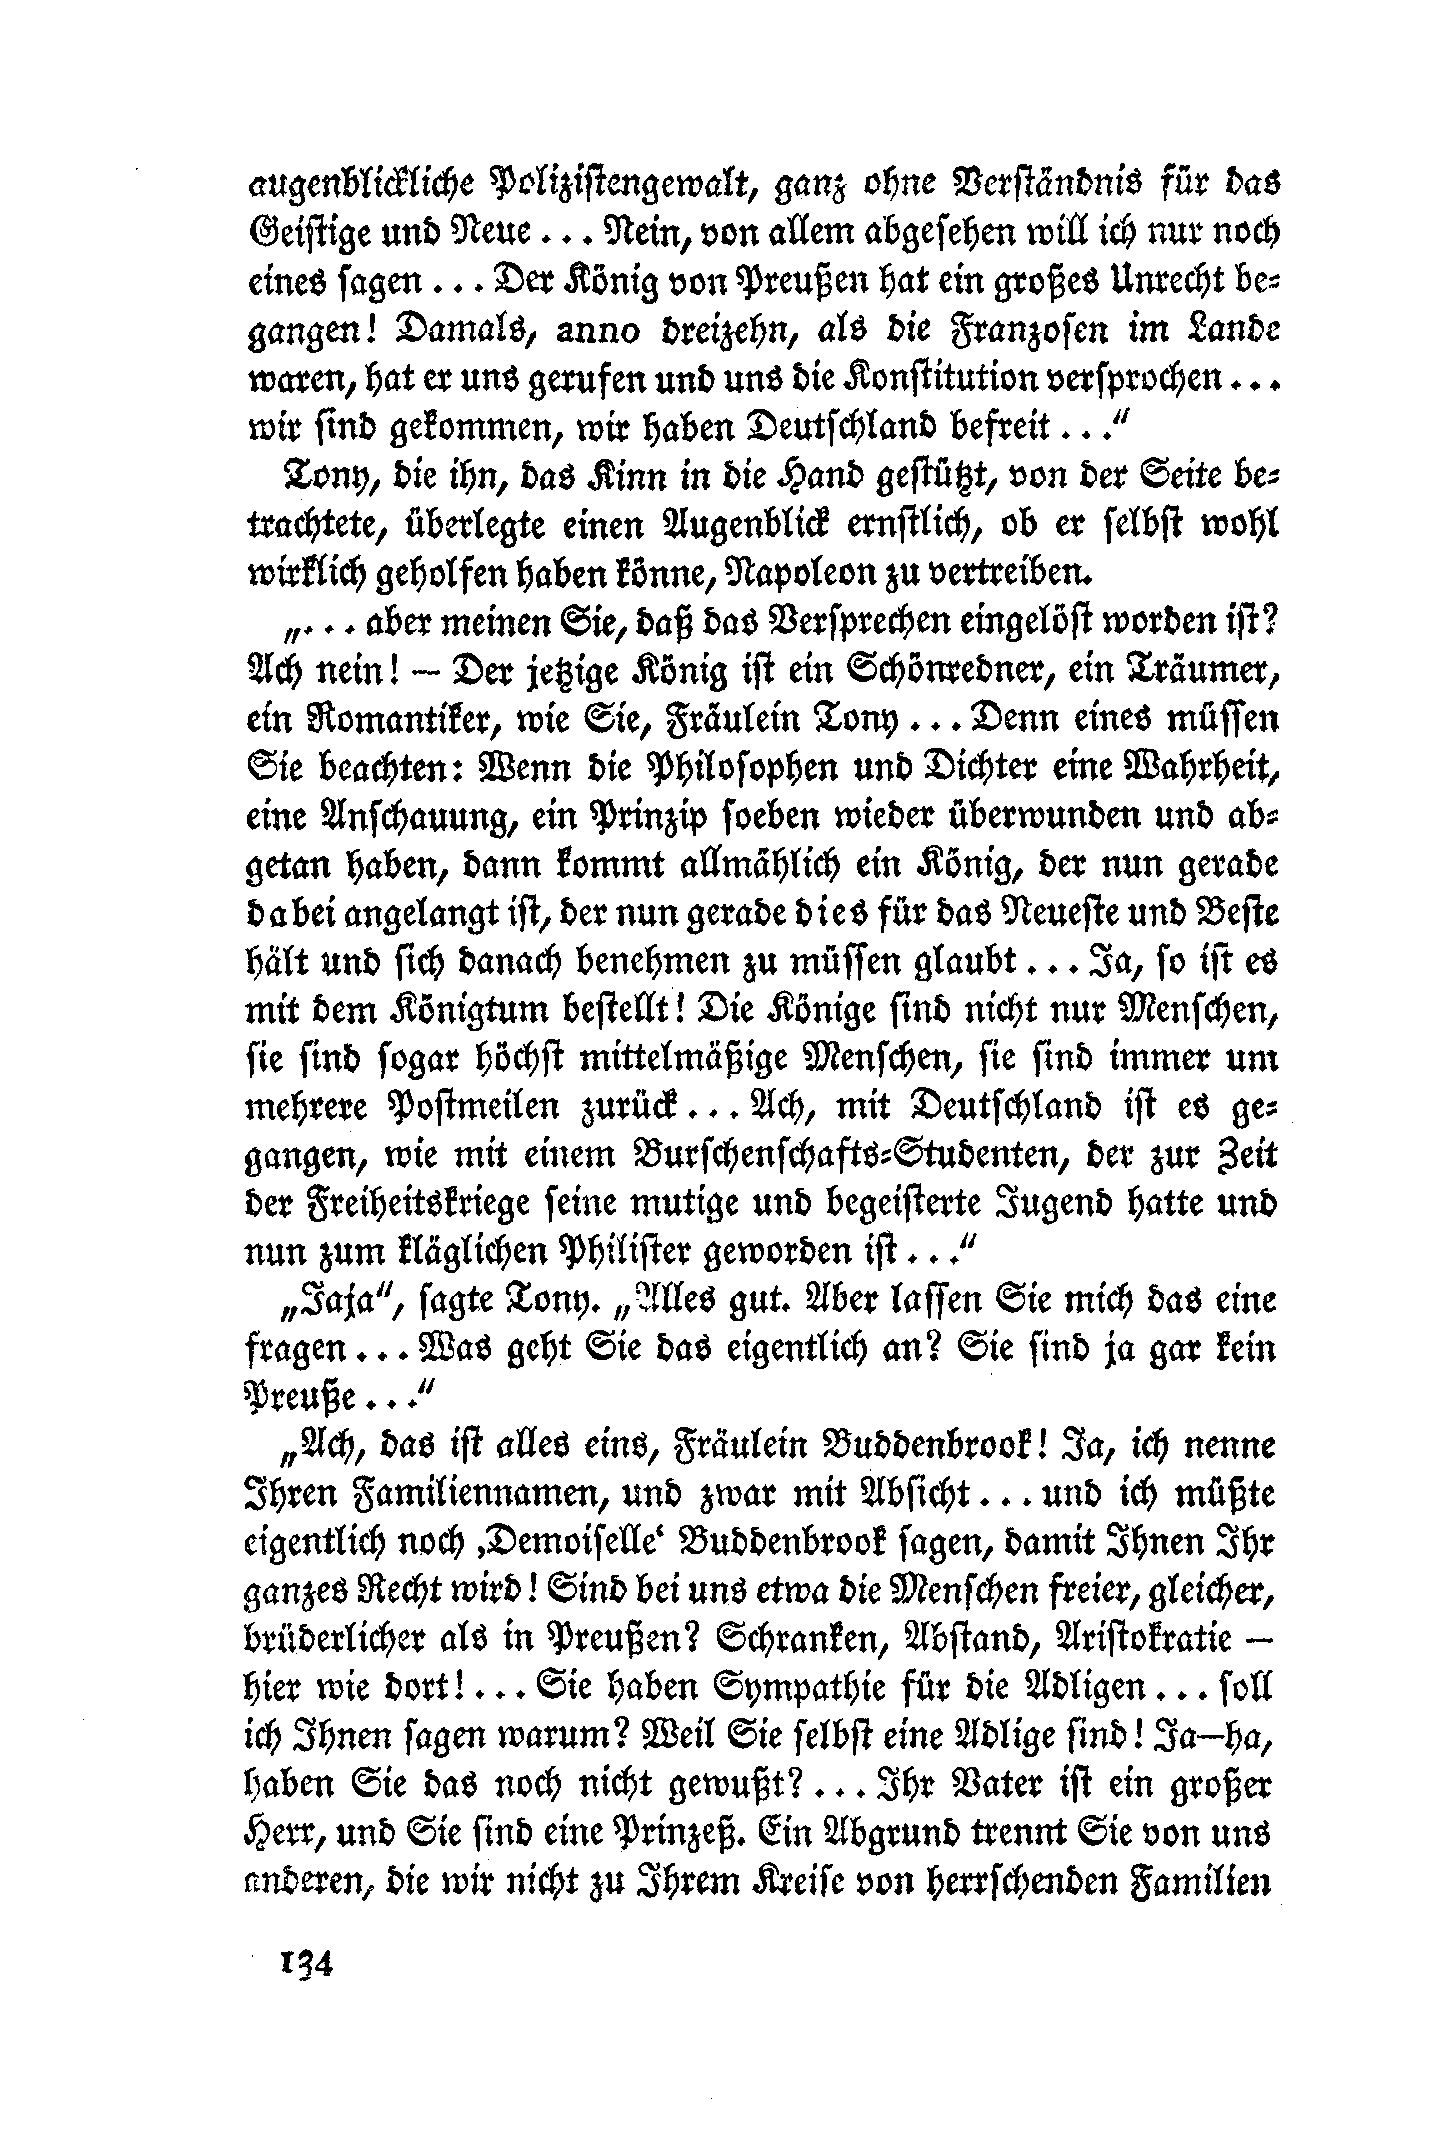 augenblickliche Polizistengewalt, ganz ohne Verständnis für das
Geistige und Neue . . . Nein, von allem abgesehen will ich nur noch
eines sagen . . . Der König von Preußen hat ein großes Unrecht be-
gangen! Damals, anno dreizehn, als die Franzosen im Lande
waren, hat er uns gerufen und uns die Konstitution versprochen . . .
wir sind gekommen, wir haben Deutschland befreit . . .“
Tony, die ihn, das Kinn in die Hand gestützt, von der Seite be-
trachtete, überlegte einen Augenblick ernstlich, ob er selbst wohl
wirklich geholfen haben könne, Napoleon zu vertreiben.
„. . . aber meinen Sie, daß das Versprechen eingelöst worden ist?
Ach nein! — Der jetzige König ist ein Schönredner, ein Träumer,
ein Romantiker, wie Sie, Fräulein Tony . . . Denn eines müssen
Sie beachten: Wenn die Philosophen und Dichter eine Wahrheit,
eine Anschauung, ein Prinzip soeben wieder überwunden und ab-
getan haben, dann kommt allmählich ein König, der nun gerade
dabei angelangt ist, der nun gerade dies für das Neueste und Beste
hält und sich danach benehmen zu müssen glaubt . . . Ja, so ist es
mit dem Königtum bestellt! Die Könige sind nicht nur Menschen,
sie sind sogar höchst mittelmäßige Menschen, sie sind immer um
mehrere Postmeilen zurück . . . Ach, mit Deutschland ist es ge-
gangen, wie mit einem Burschenschafts-Studenten, der zur Zeit
der Freiheitskriege seine mutige und begeisterte Jugend hatte und
nun zum kläglichen Philister geworden ist . . .“
„Jaja“, sagte Tony. „Alles gut. Aber lassen Sie mich das eine
fragen . . . Was geht Sie das eigentlich an? Sie sind ja gar kein
Preuße . . .“
„Ach, das ist alles eins, Fräulein Buddenbrook! Ja, ich nenne
Ihren Familiennamen, und zwar mit Absicht . . . und ich müßte
eigentlich noch ‚Demoiselle‘ Buddenbrook sagen, damit Ihnen Ihr
ganzes Recht wird! Sind bei uns etwa die Menschen freier, gleicher,
brüderlicher als in Preußen? Schranken, Abstand, Aristokratie —
hier wie dort! . . . Sie haben Sympathie für die Adligen . . . soll
ich Ihnen sagen warum? Weil Sie selbst eine Adlige sind! Ja—ha,
haben Sie das noch nicht gewußt? . . . Ihr Vater ist ein großer
Herr, und Sie sind eine Prinzeß. Ein Abgrund trennt Sie von uns
anderen, die wir nicht zu Ihrem Kreise von herrschenden Familien
134